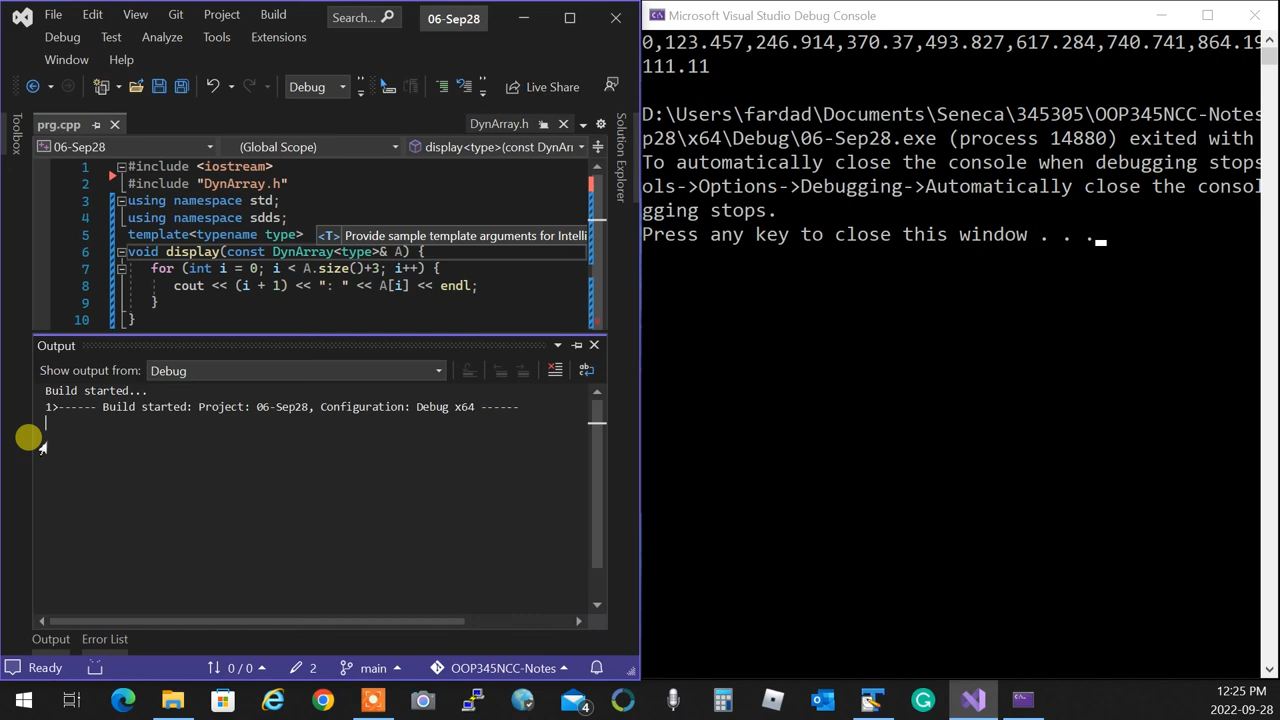 File Edit View Git Project Build Search... 06-Sep28
Debug Test Analyze Tools Extensions
Window Help
Debug Live Share
prg.cpp DynArray.h
06-Sep28 (Global Scope) display<type>(const DynArr
Toolbox
Solution Explorer
1 #include <iostream>
2 #include "DynArray.h"
3 using namespace std;
4 using namespace sdds;
5 template<typename type> <T> Provide sample template arguments for Intelli
6 void display(const DynArray<type>& A) {
7 for (int i = 0; i < A.size()+3; i++) {
8 cout << (i + 1) << ": " << A[i] << endl;
9 }
10 }
Output
Show output from: Debug
Build started...
1>------ Build started: Project: 06-Sep28, Configuration: Debug x64 ------
Output Error List
Ready 0 / 0 2 main OOP345NCC-Notes
Microsoft Visual Studio Debug Console
0,123.457,246.914,370.37,493.827,617.284,740.741,864.19
111.11
D:\Users\fardad\Documents\Seneca\345305\OOP345NCC-Notes
p28\x64\Debug\06-Sep28.exe (process 14880) exited with
To automatically close the console when debugging stops
ols->Options->Debugging->Automatically close the consol
gging stops.
Press any key to close this window . . .
4
12:25 PM
2022-09-28